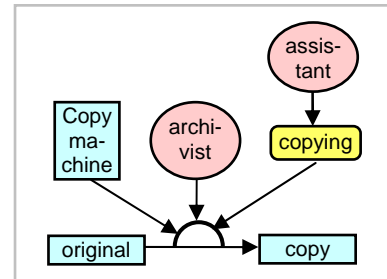 assis-
tant
Copy
ma-
chine
archi-
vist
copying
original
copy